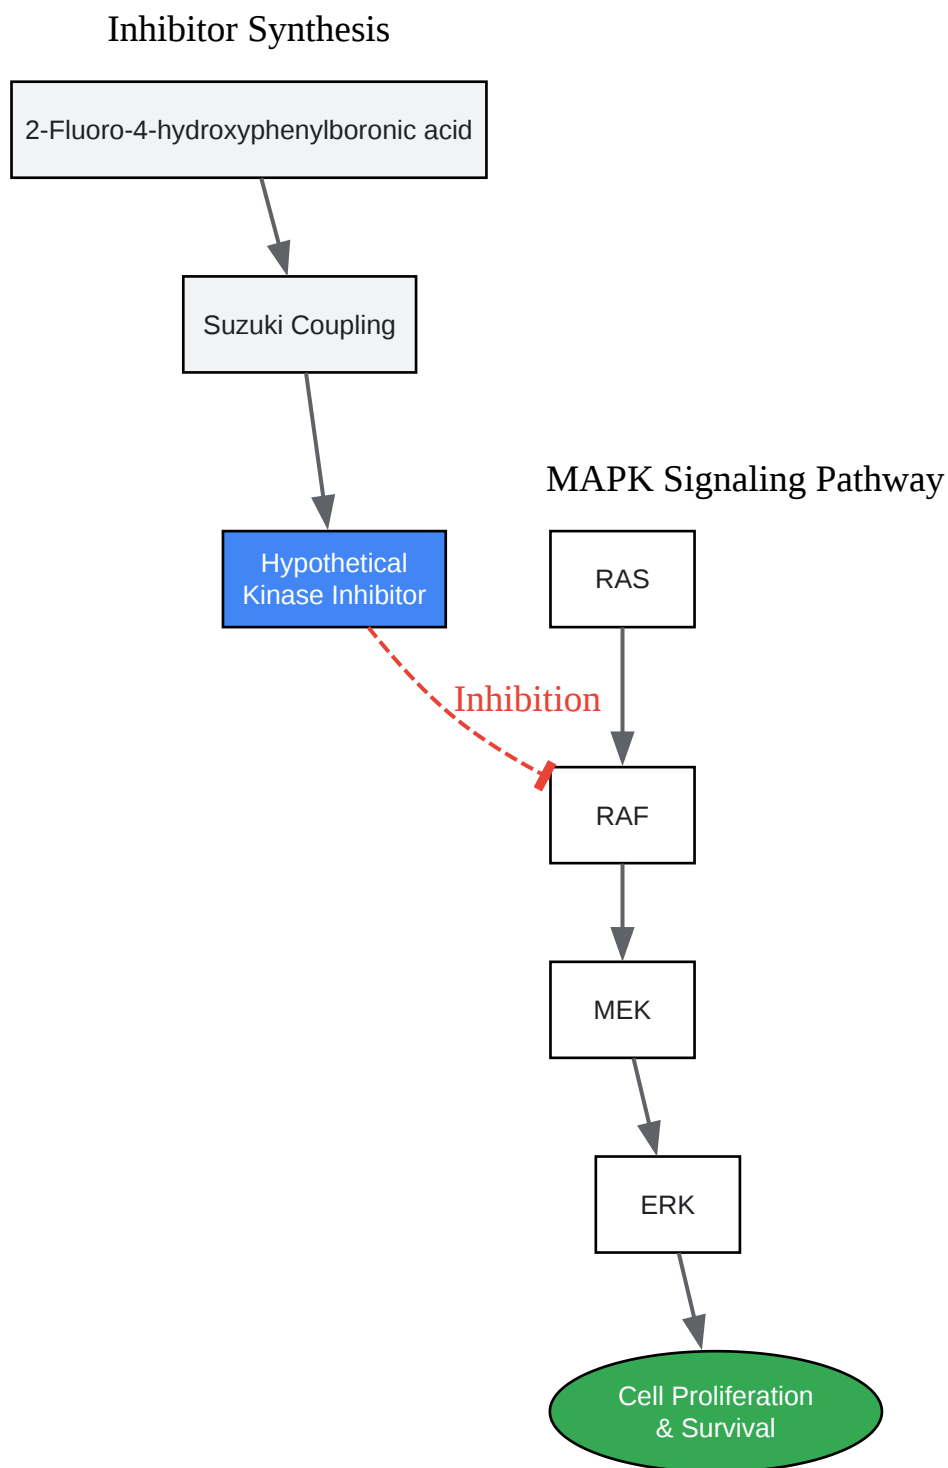 Inhibitor Synthesis
2-Fluoro-4-hydroxyphenylboronic acid
Suzuki Coupling
Hypothetical
Kinase Inhibitor
MAPK Signaling Pathway
RAS
Inhibition
RAF
MEK
ERK
Cell Proliferation
& Survival